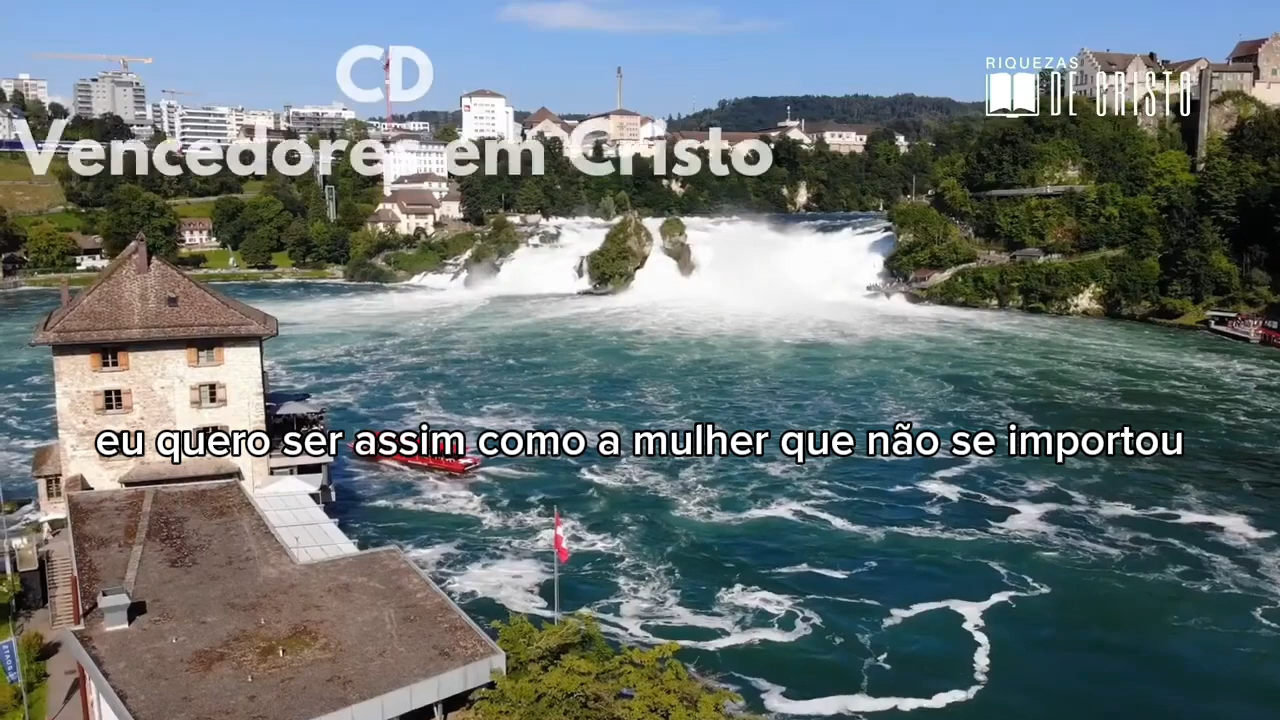 CD
Vencedores em Cristo
RIQUEZAS
DE CRISTO
eu quero ser assim como a mulher que não se importou